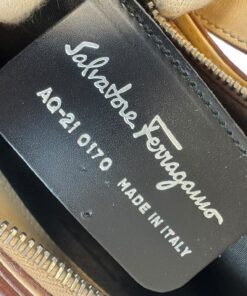 Salvatore Ferragamo
AQ-21 0170
MADE IN ITALY